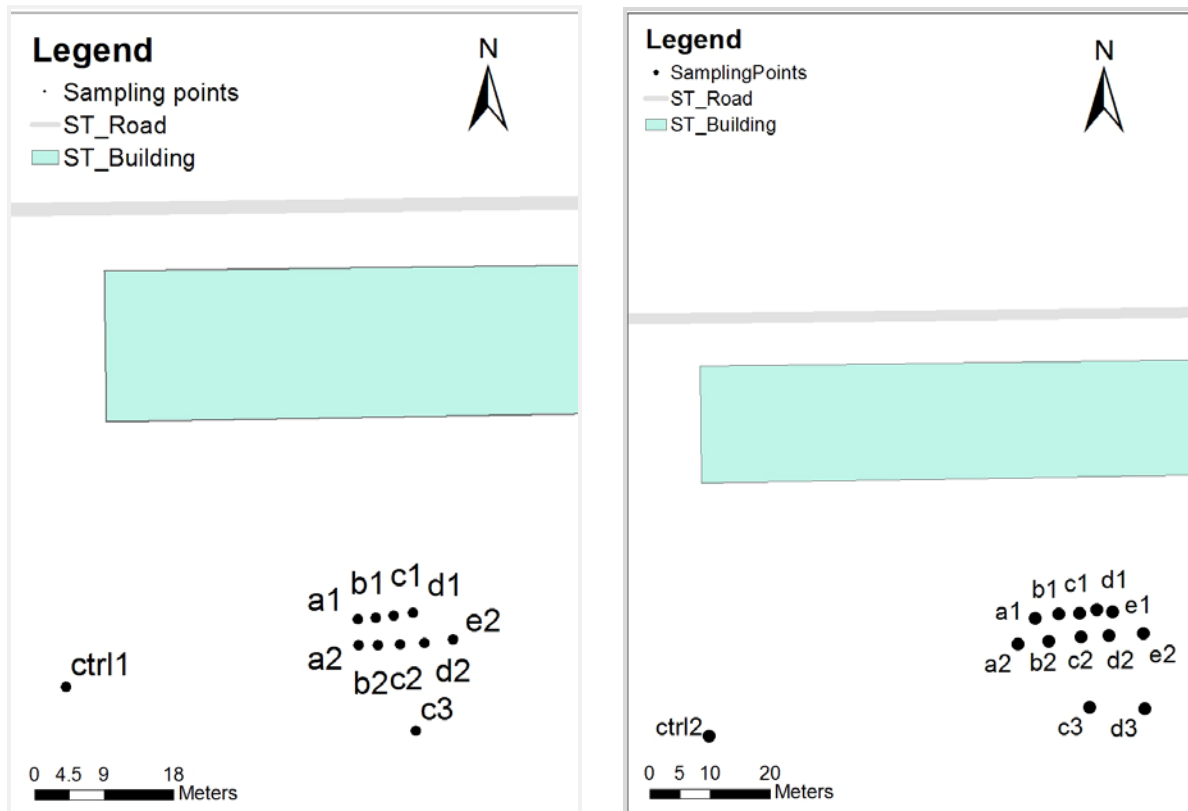 Legend
N
Sampling points
ST_Road
ST_Building
a1 b1 c1 d1
a2 b2 c2 d2 e2
ctrl1
c3
0 4.5 9 18
Meters
Legend
N
SamplingPoints
ST_Road
ST_Building
a1 b1 c1 d1 e1
a2 b2 c2 d2 e2
c3 d3
ctrl2
0 5 10 20
Meters